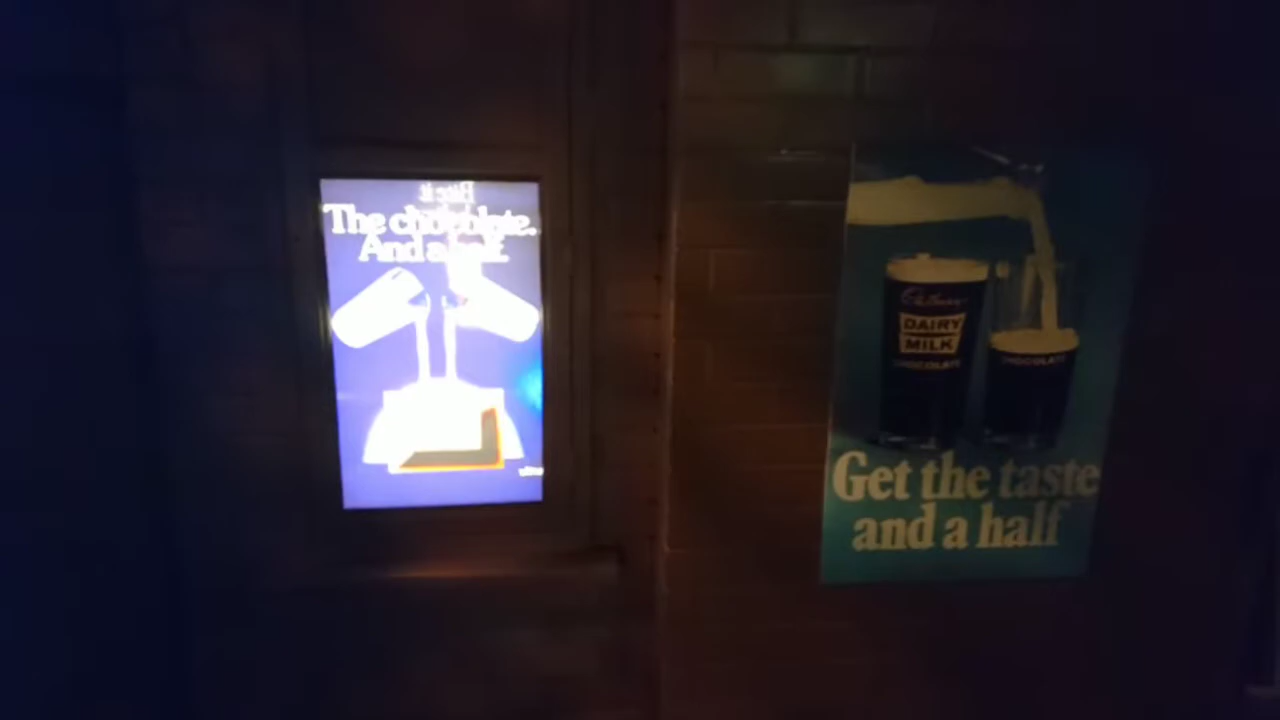 The chocolate.
And a half.
Cadbury
DAIRY
MILK
CHOCOLATE
CHOCOLATE
Get the taste
and a half